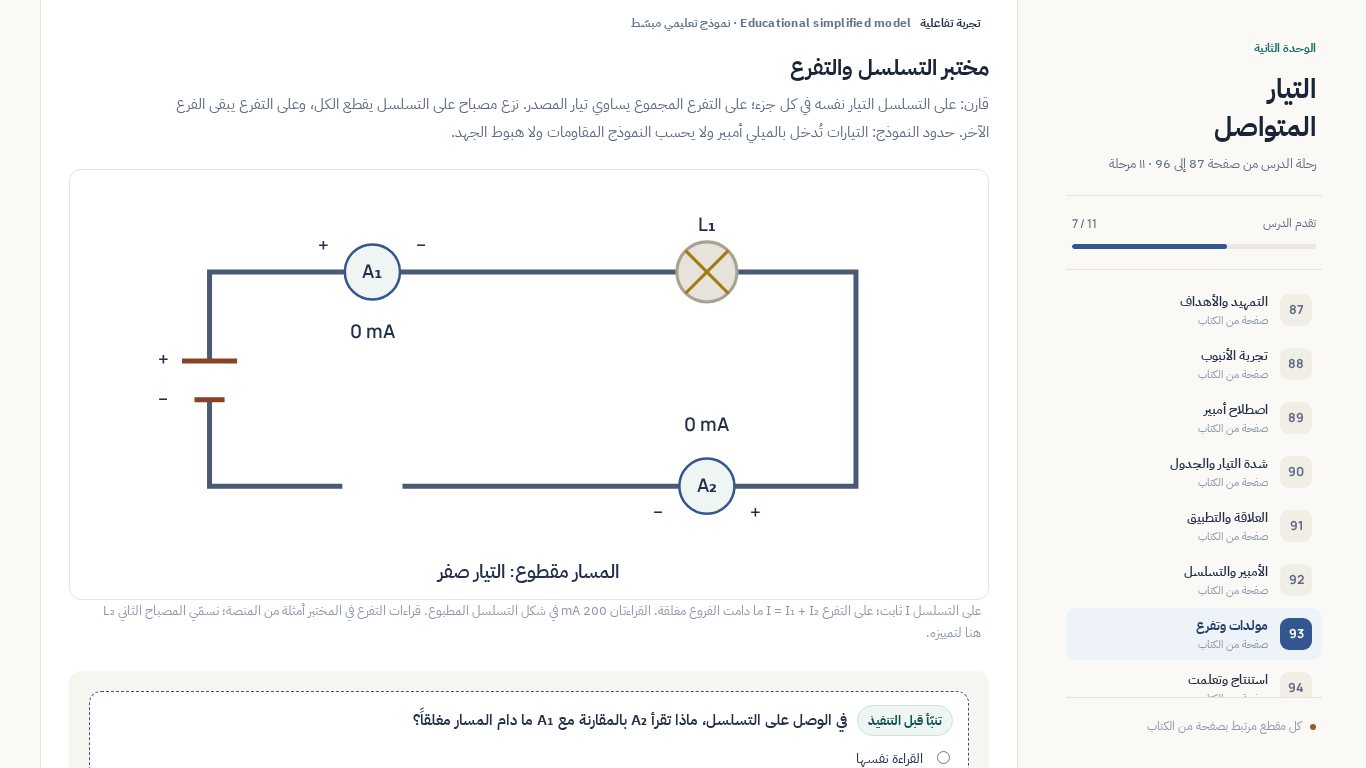 الوحدة الثانية
التيار
المتواصل
رحلة الدرس من صفحة 87 إلى 96 · ١١ مرحلة
تقدم الدرس
7 / 11
87
التمهيد والأهداف
صفحة من الكتاب
88
تجربة الأنبوب
صفحة من الكتاب
89
اصطلاح أمبير
صفحة من الكتاب
90
شدة التيار والجدول
صفحة من الكتاب
91
العلاقة والتطبيق
صفحة من الكتاب
92
الأمبير والتسلسل
صفحة من الكتاب
93
مولدات وتفرع
صفحة من الكتاب
94
استنتاج وتعلمت
كل مقطع مرتبط بصفحة من الكتاب
تجربة تفاعلية Educational simplified model · نموذج تعليمي مبسّط
مختبر التسلسل والتفرع
قارن: على التسلسل التيار نفسه في كل جزء؛ على التفرع المجموع يساوي تيار المصدر. نزع مصباح على التسلسل يقطع الكل، وعلى التفرع يبقى الفرع
الآخر. حدود النموذج: التيارات تُدخل بالميلي أمبير ولا يحسب النموذج المقاومات ولا هبوط الجهد.
L₁
+
−
A₁
0 mA
+
−
0 mA
A₂
−
+
المسار مقطوع: التيار صفر
على التسلسل I ثابت؛ على التفرع I = I₁ + I₂ ما دامت الفروع مغلقة. القراءتان 200 mA في شكل التسلسل المطبوع. قراءات التفرع في المختبر أمثلة من المنصة؛ نسمّي المصباح الثاني L₂
هنا لتمييزه.
تنبّأ قبل التنفيذ
في الوصل على التسلسل، ماذا تقرأ A₂ بالمقارنة مع A₁ ما دام المسار مغلقاً؟
القراءة نفسها